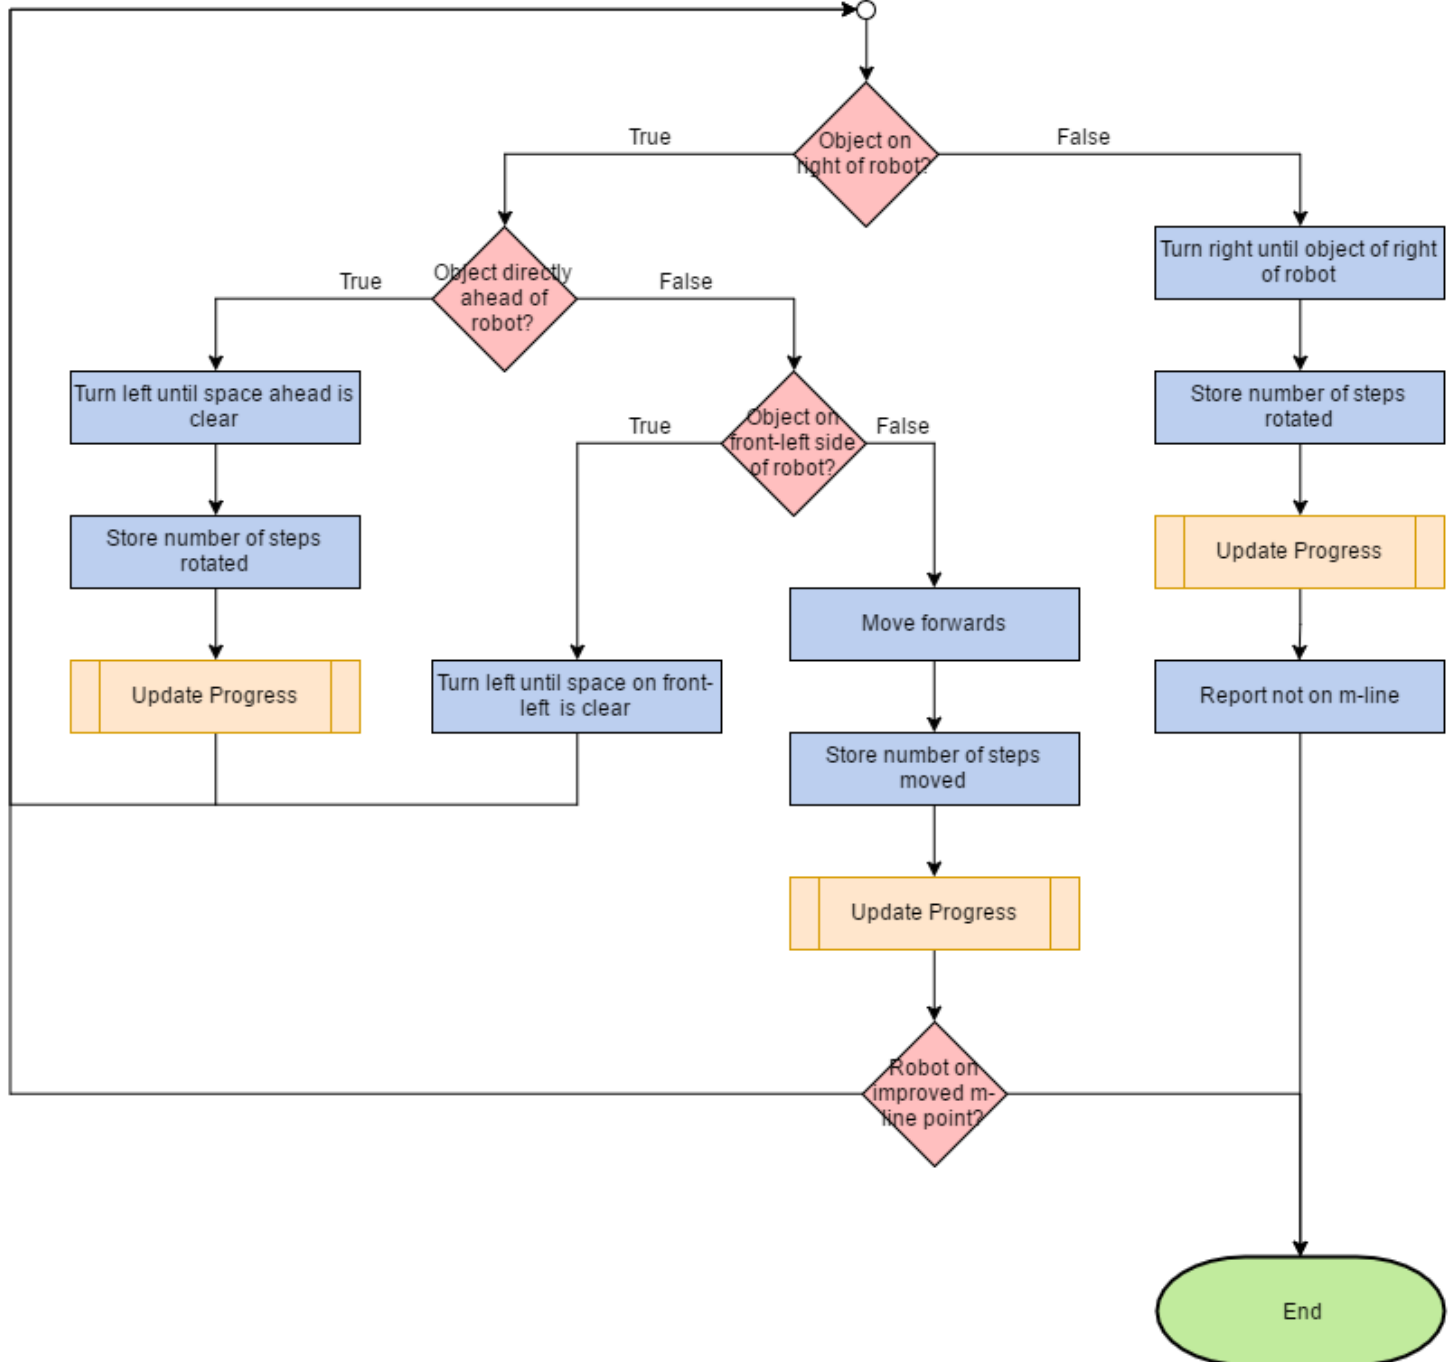 Object on
right of robot?
True
False
Object directly
ahead of
robot?
True
False
Turn right until object of right
of robot
Turn left until space ahead is
clear
Object on
front-left side
of robot?
True
False
Store number of steps
rotated
Store number of steps
rotated
Update Progress
Move forwards
Update Progress
Turn left until space on front-
left is clear
Report not on m-line
Store number of steps
moved
Update Progress
Robot on
improved m-
line point?
End